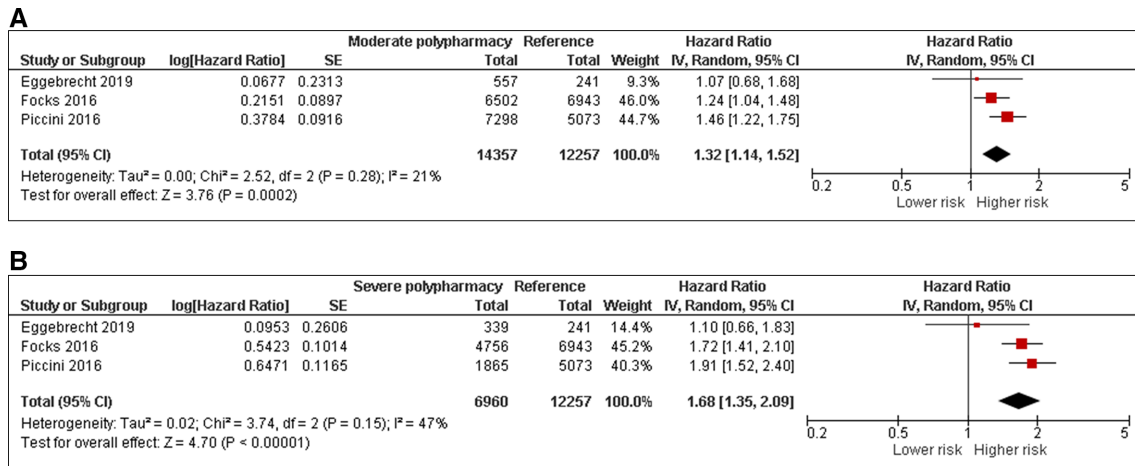 A
Moderate polypharmacy Reference Hazard Ratio Hazard Ratio
Study or Subgroup log[Hazard Ratio] SE Total Total Weight IV, Random, 95% CI IV, Random, 95% CI
Eggebrecht 2019 0.0677 0.2313 557 241 9.3% 1.07 [0.68, 1.68]
Focks 2016 0.2151 0.0897 6502 6943 46.0% 1.24 [1.04, 1.48]
Piccini 2016 0.3784 0.0916 7298 5073 44.7% 1.46 [1.22, 1.75]
Total (95% CI) 14357 12257 100.0% 1.32 [1.14, 1.52]
Heterogeneity: Tau² = 0.00; Chi² = 2.52, df = 2 (P = 0.28); I² = 21%
Test for overall effect: Z = 3.76 (P = 0.0002)
0.2 0.5 1 2 5
Lower risk Higher risk
B
Severe polypharmacy Reference Hazard Ratio Hazard Ratio
Study or Subgroup log[Hazard Ratio] SE Total Total Weight IV, Random, 95% CI IV, Random, 95% CI
Eggebrecht 2019 0.0953 0.2606 339 241 14.4% 1.10 [0.66, 1.83]
Focks 2016 0.5423 0.1014 4756 6943 45.2% 1.72 [1.41, 2.10]
Piccini 2016 0.6471 0.1165 1865 5073 40.3% 1.91 [1.52, 2.40]
Total (95% CI) 6960 12257 100.0% 1.68 [1.35, 2.09]
Heterogeneity: Tau² = 0.02; Chi² = 3.74, df = 2 (P = 0.15); I² = 47%
Test for overall effect: Z = 4.70 (P < 0.00001)
0.2 0.5 1 2 5
Lower risk Higher risk